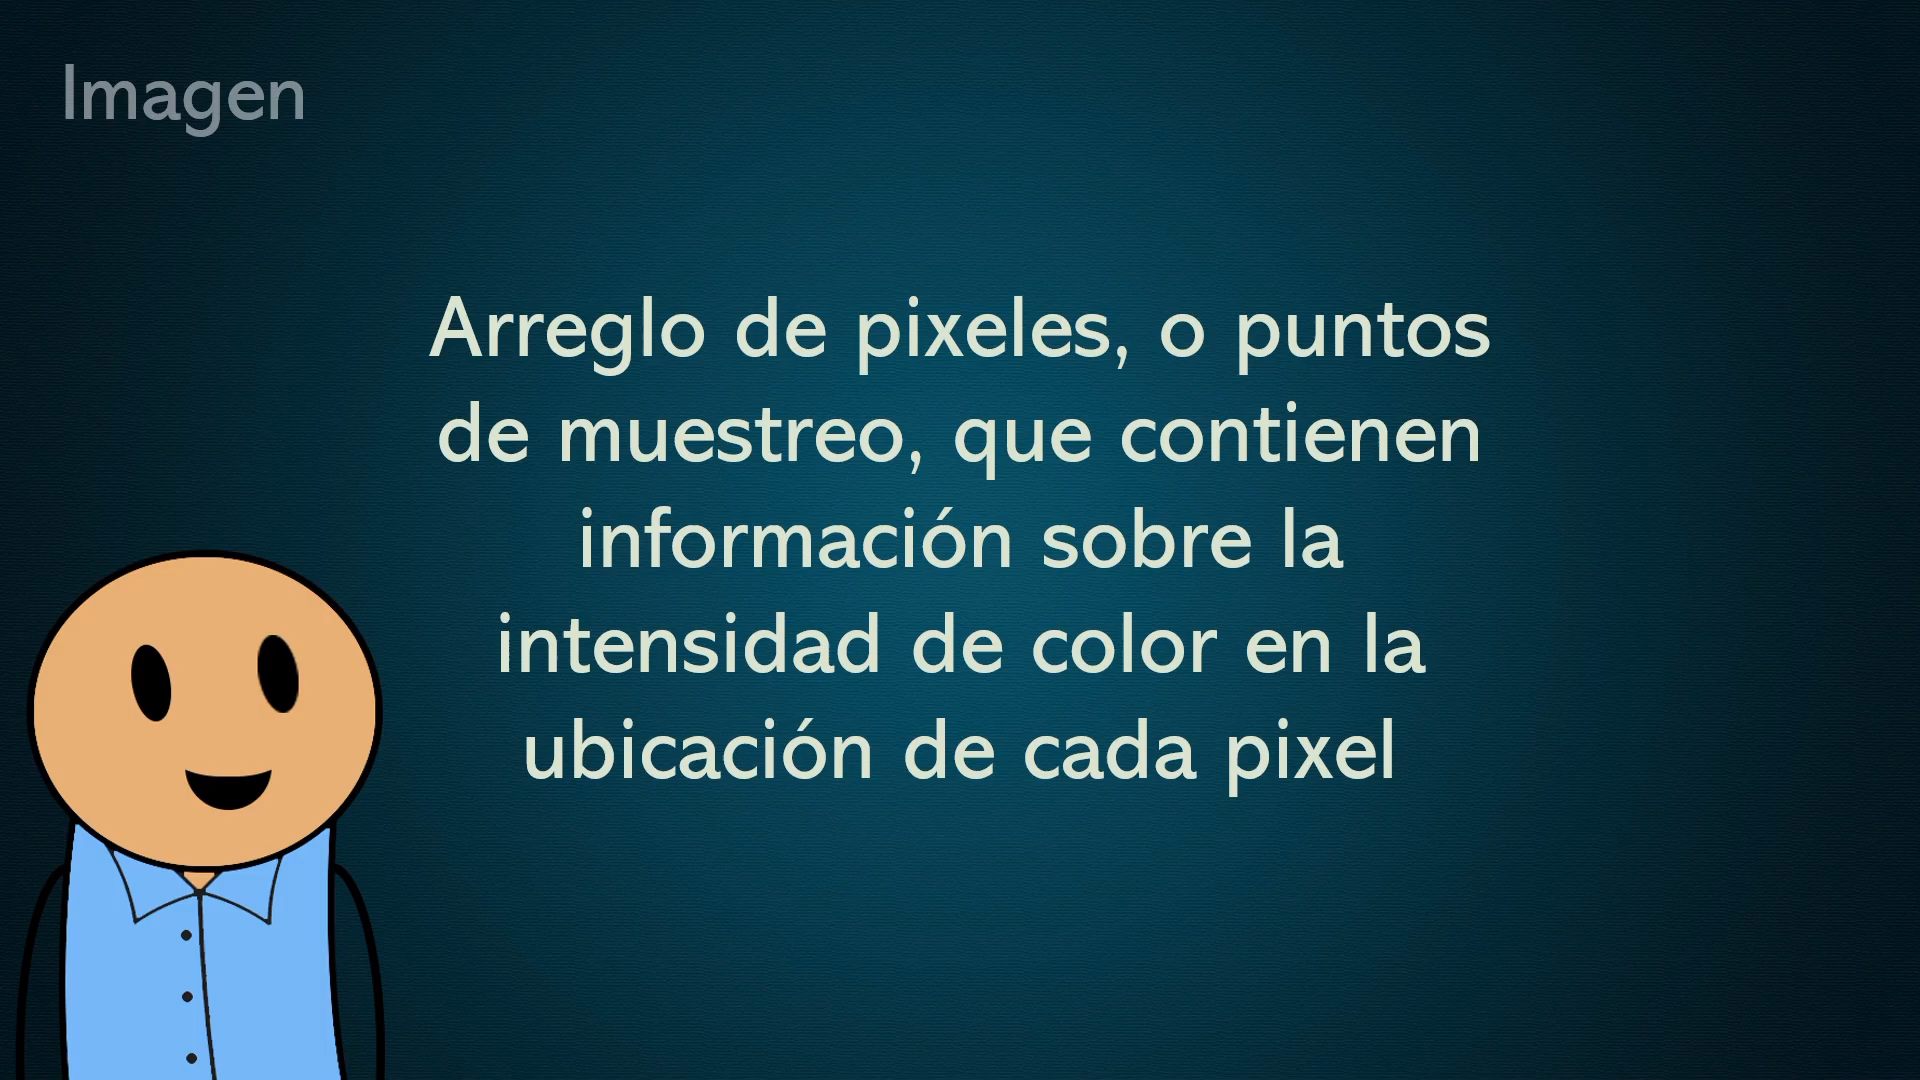 Imagen
Arreglo de pixeles, o puntos
de muestreo, que contienen
información sobre la
intensidad de color en la
ubicación de cada pixel